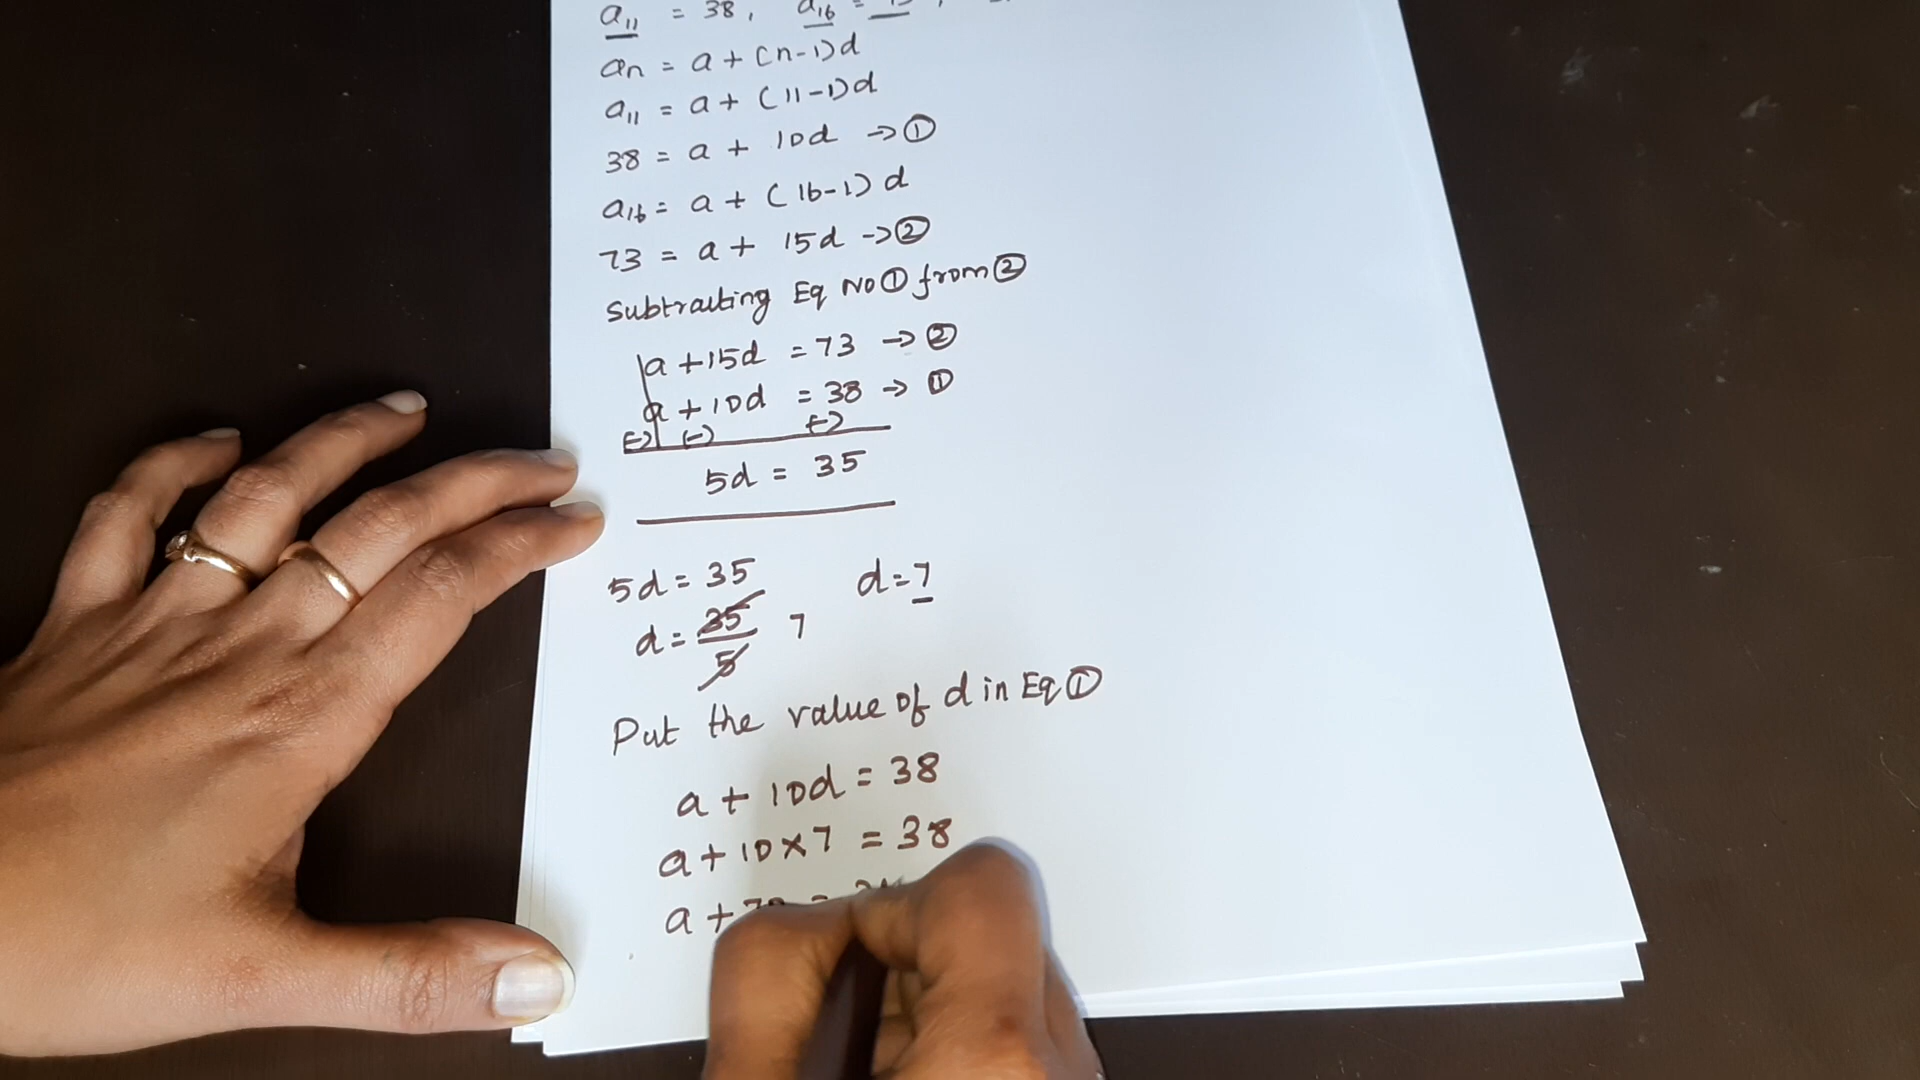 a11 = 38, a16 =
an = a + (n-1)d
a11 = a + (11-1)d
38 = a + 10d → ①
a16 = a + (16-1)d
73 = a + 15d → ②
Subtracting Eq No ① from ②
a + 15d = 73 → ②
a + 10d = 38 → ①
(-) (-) (-)
5d = 35
5d = 35 d = 7
d = 35/5 7
Put the value of d in Eq ①
a + 10d = 38
a + 10 × 7 = 38
a +